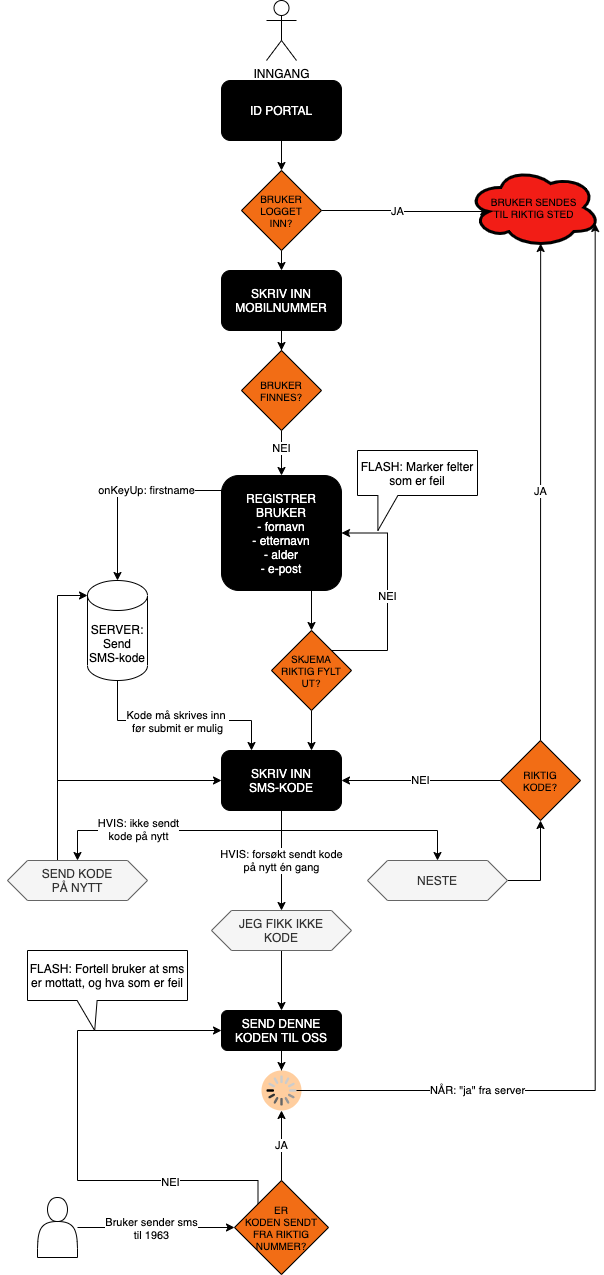 INNGANG
ID PORTAL
BRUKER
LOGGET
INN?
JA
BRUKER SENDES
TIL RIKTIG STED
SKRIV INN
MOBILNUMMER
BRUKER
FINNES?
NEI
FLASH: Marker felter
som er feil
onKeyUp: firstname
REGISTRER
BRUKER
- fornavn
- etternavn
- alder
- e-post
JA
NEI
SERVER:
Send
SMS-kode
SKJEMA
RIKTIG FYLT
UT?
Kode må skrives inn
før submit er mulig
SKRIV INN
SMS-KODE
NEI
RIKTIG
KODE?
HVIS: ikke sendt
kode på nytt
HVIS: forsøkt sendt kode
på nytt én gang
SEND KODE
PÅ NYTT
NESTE
JEG FIKK IKKE
KODE
FLASH: Fortell bruker at sms
er mottatt, og hva som er feil
SEND DENNE
KODEN TIL OSS
NÅR: "ja" fra server
JA
NEI
ER
KODEN SENDT
FRA RIKTIG
NUMMER?
Bruker sender sms
til 1963